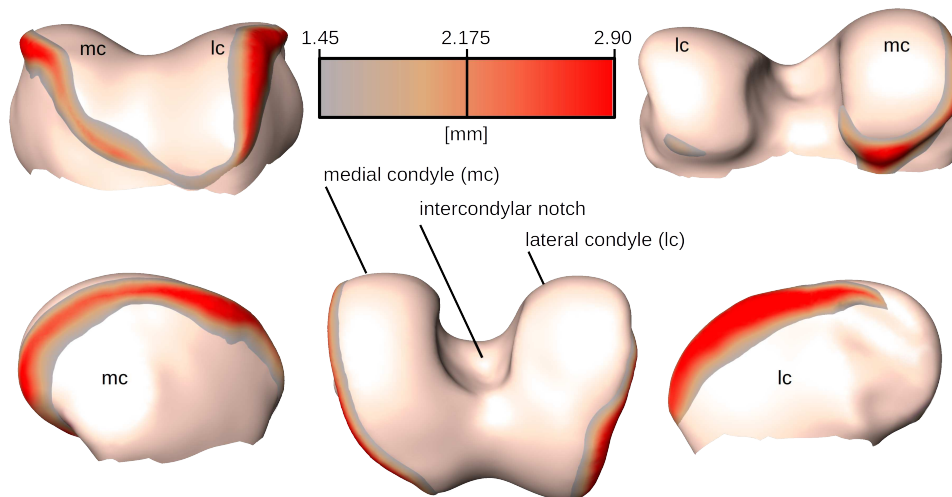 mc
lc
1.45
2.175
2.90
[mm]
lc
mc
medial condyle (mc)
intercondylar notch
lateral condyle (lc)
mc
lc